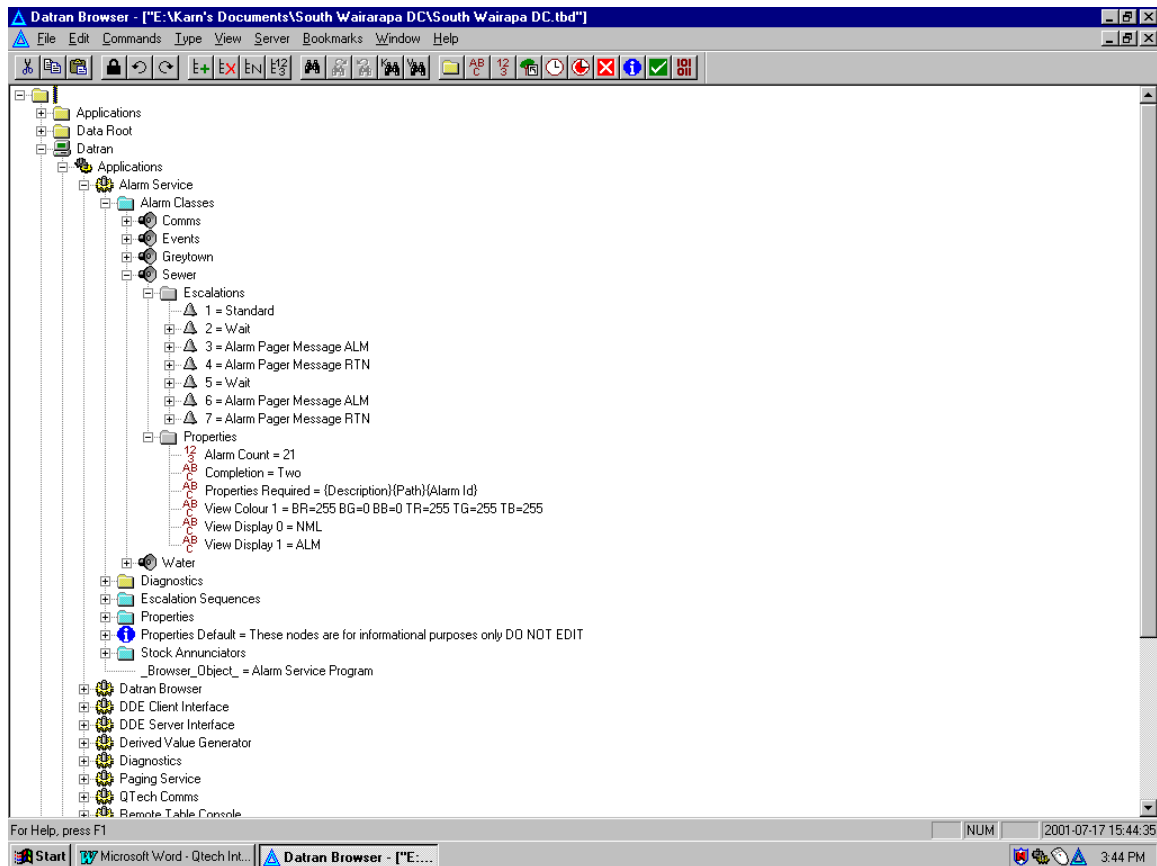 Datran Browser - ["E:\Karn's Documents\South Wairarapa DC\South Wairapa DC.tbd"]
File Edit Commands Type View Server Bookmarks Window Help
Applications
Data Root
Datran
Applications
Alarm Service
Alarm Classes
Comms
Events
Greytown
Sewer
Escalations
1 = Standard
2 = Wait
3 = Alarm Pager Message ALM
4 = Alarm Pager Message RTN
5 = Wait
6 = Alarm Pager Message ALM
7 = Alarm Pager Message RTN
Properties
Alarm Count = 21
Completion = Two
Properties Required = {Description}{Path}{Alarm Id}
View Colour 1 = BR=255 BG=0 BB=0 TR=255 TG=255 TB=255
View Display 0 = NML
View Display 1 = ALM
Water
Diagnostics
Escalation Sequences
Properties
Properties Default = These nodes are for informational purposes only DO NOT EDIT
Stock Annunciators
_Browser_Object_ = Alarm Service Program
Datran Browser
DDE Client Interface
DDE Server Interface
Derived Value Generator
Diagnostics
Paging Service
QTech Comms
Remote Table Console
For Help, press F1 NUM 2001-07-17 15:44:35
Start Microsoft Word - Qtech Int... Datran Browser - ["E:... 3:44 PM